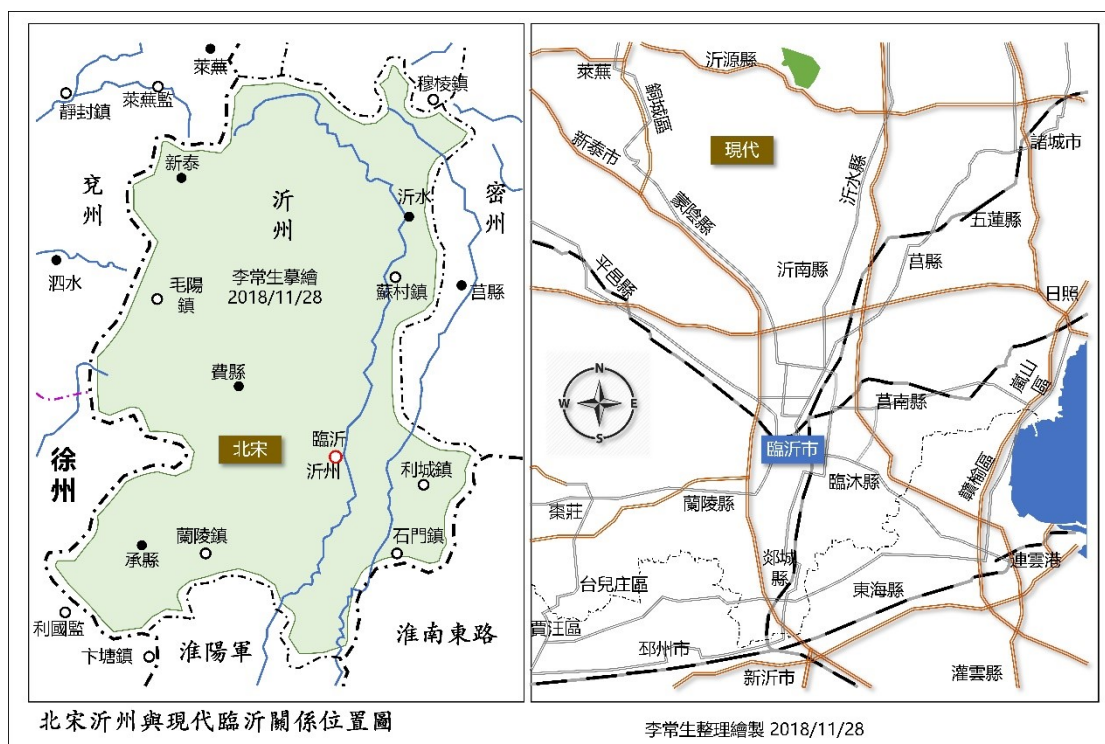 萊蕪
穆棱鎮
萊蕪監
靜封鎮
新泰
兗州
沂州
沂水
密州
泗水
毛陽
鎮
李常生摹繪
2018/11/28
蘇村鎮
莒縣
費縣
徐州
北宋
臨沂
沂州
利城鎮
承縣
蘭陵鎮
石門鎮
利國監
卞塘鎮
淮陽軍
淮南東路
北宋沂州與現代臨沂關係位置圖
沂源縣
萊蕪
鋼城區
新泰市
現代
諸城市
沂水縣
蒙陰縣
五蓮縣
平邑縣
沂南縣
莒縣
日照
N
W E
S
嵐山區
莒南縣
臨沂市
贛榆區
臨沭縣
蘭陵縣
棗莊
郯城縣
連雲港
台兒庄區
東海縣
賈汪區
邳州市
新沂市
灌雲縣
李常生整理繪製 2018/11/28